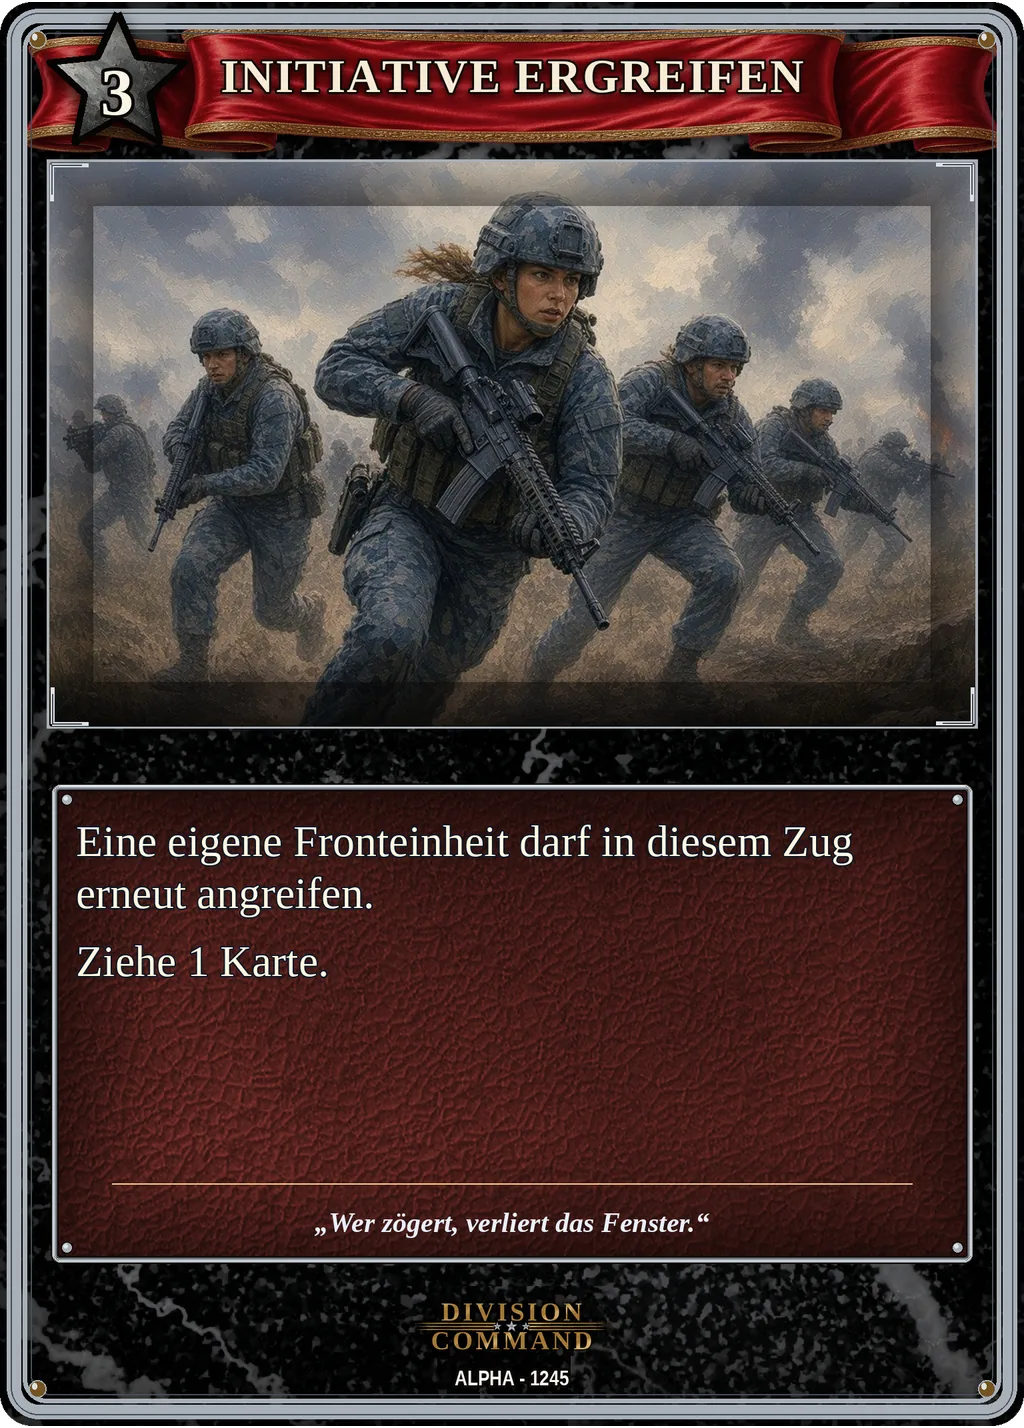 3
INITIATIVE ERGREIFEN
Eine eigene Fronteinheit darf in diesem Zug
erneut angreifen.
Ziehe 1 Karte.
„Wer zögert, verliert das Fenster.“
DIVISION
COMMAND
ALPHA - 1245